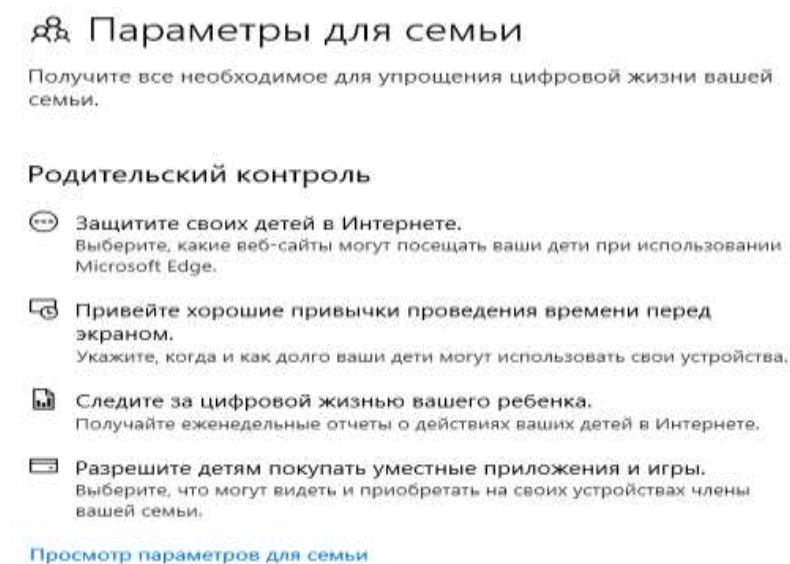 Параметры для семьи
Получите все необходимое для упрощения цифровой жизни вашей
семьи.
Родительский контроль
Защитите своих детей в Интернете.
Выберите, какие веб-сайты могут посещать ваши дети при использовании
Microsoft Edge.
Привейте хорошие привычки проведения времени перед
экраном.
Укажите, когда и как долго ваши дети могут использовать свои устройства.
Следите за цифровой жизнью вашего ребенка.
Получайте еженедельные отчеты о действиях ваших детей в Интернете.
Разрешите детям покупать уместные приложения и игры.
Выберите, что могут видеть и приобретать на своих устройствах члены
вашей семьи.
Просмотр параметров для семьи